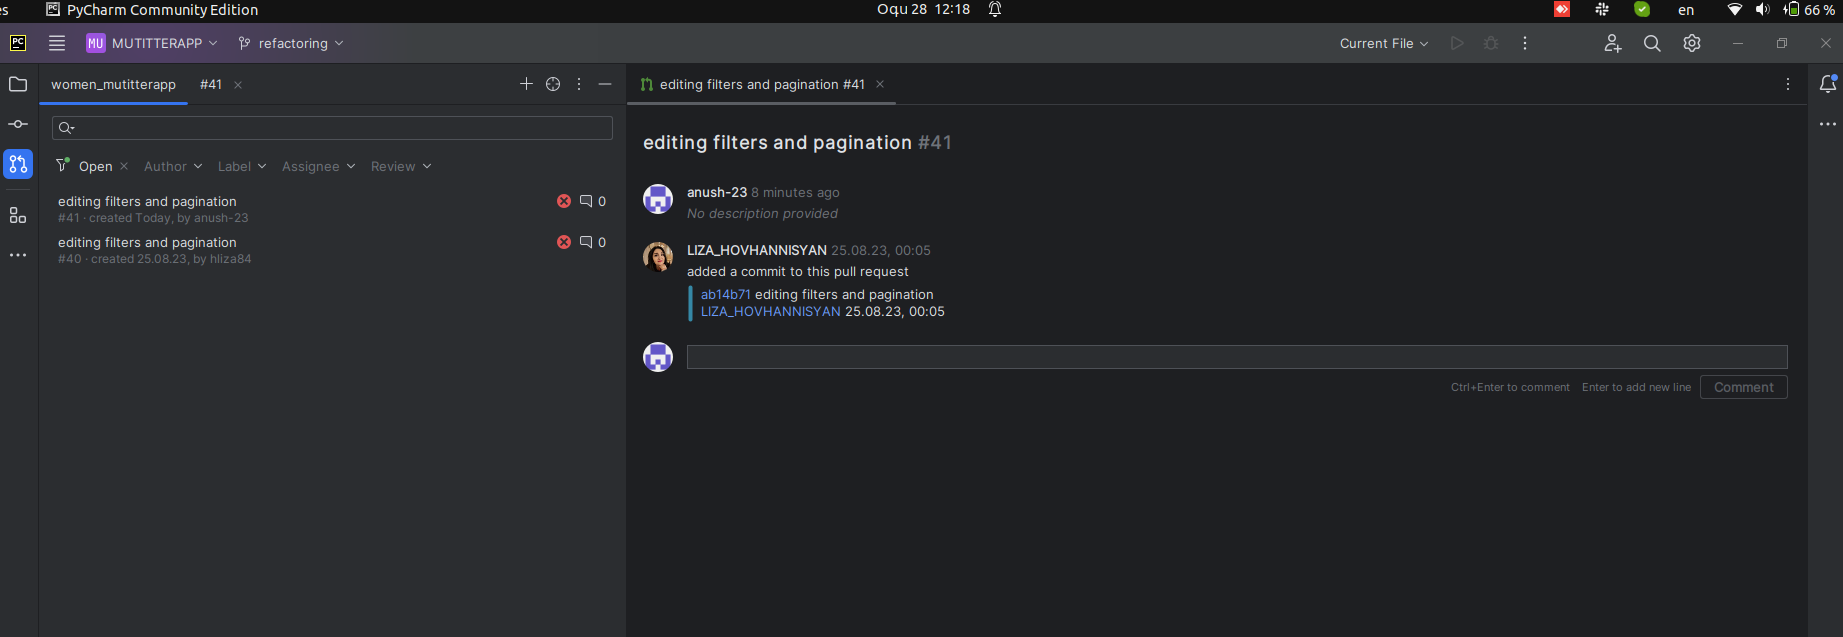 es PyCharm Community Edition Օգս 28 12:18 en 66 %
PC MU MUTITTERAPP refactoring Current File
women_mutitterapp #41
editing filters and pagination #41
Open Author Label Assignee Review
editing filters and pagination 0
#41 · created Today, by anush-23
editing filters and pagination 0
#40 · created 25.08.23, by hliza84
editing filters and pagination #41
anush-23 8 minutes ago
No description provided
LIZA_HOVHANNISYAN 25.08.23, 00:05
added a commit to this pull request
ab14b71 editing filters and pagination
LIZA_HOVHANNISYAN 25.08.23, 00:05
Ctrl+Enter to comment Enter to add new line Comment